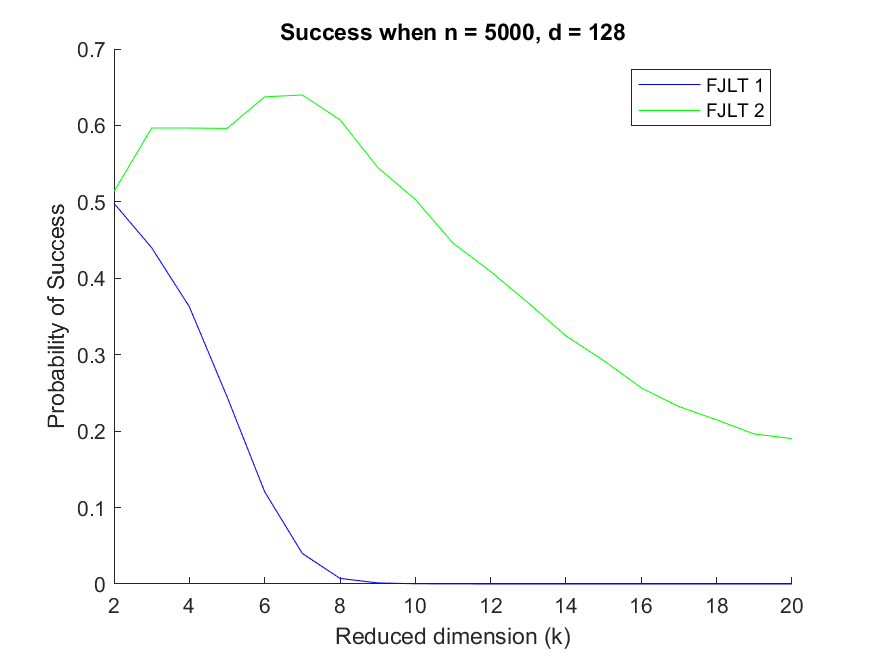 Success when n = 5000, d = 128
FJLT 1
FJLT 2
0.7
0.6
0.5
0.4
0.3
0.2
0.1
0
Probability of Success
2 4 6 8 10 12 14 16 18 20
Reduced dimension (k)